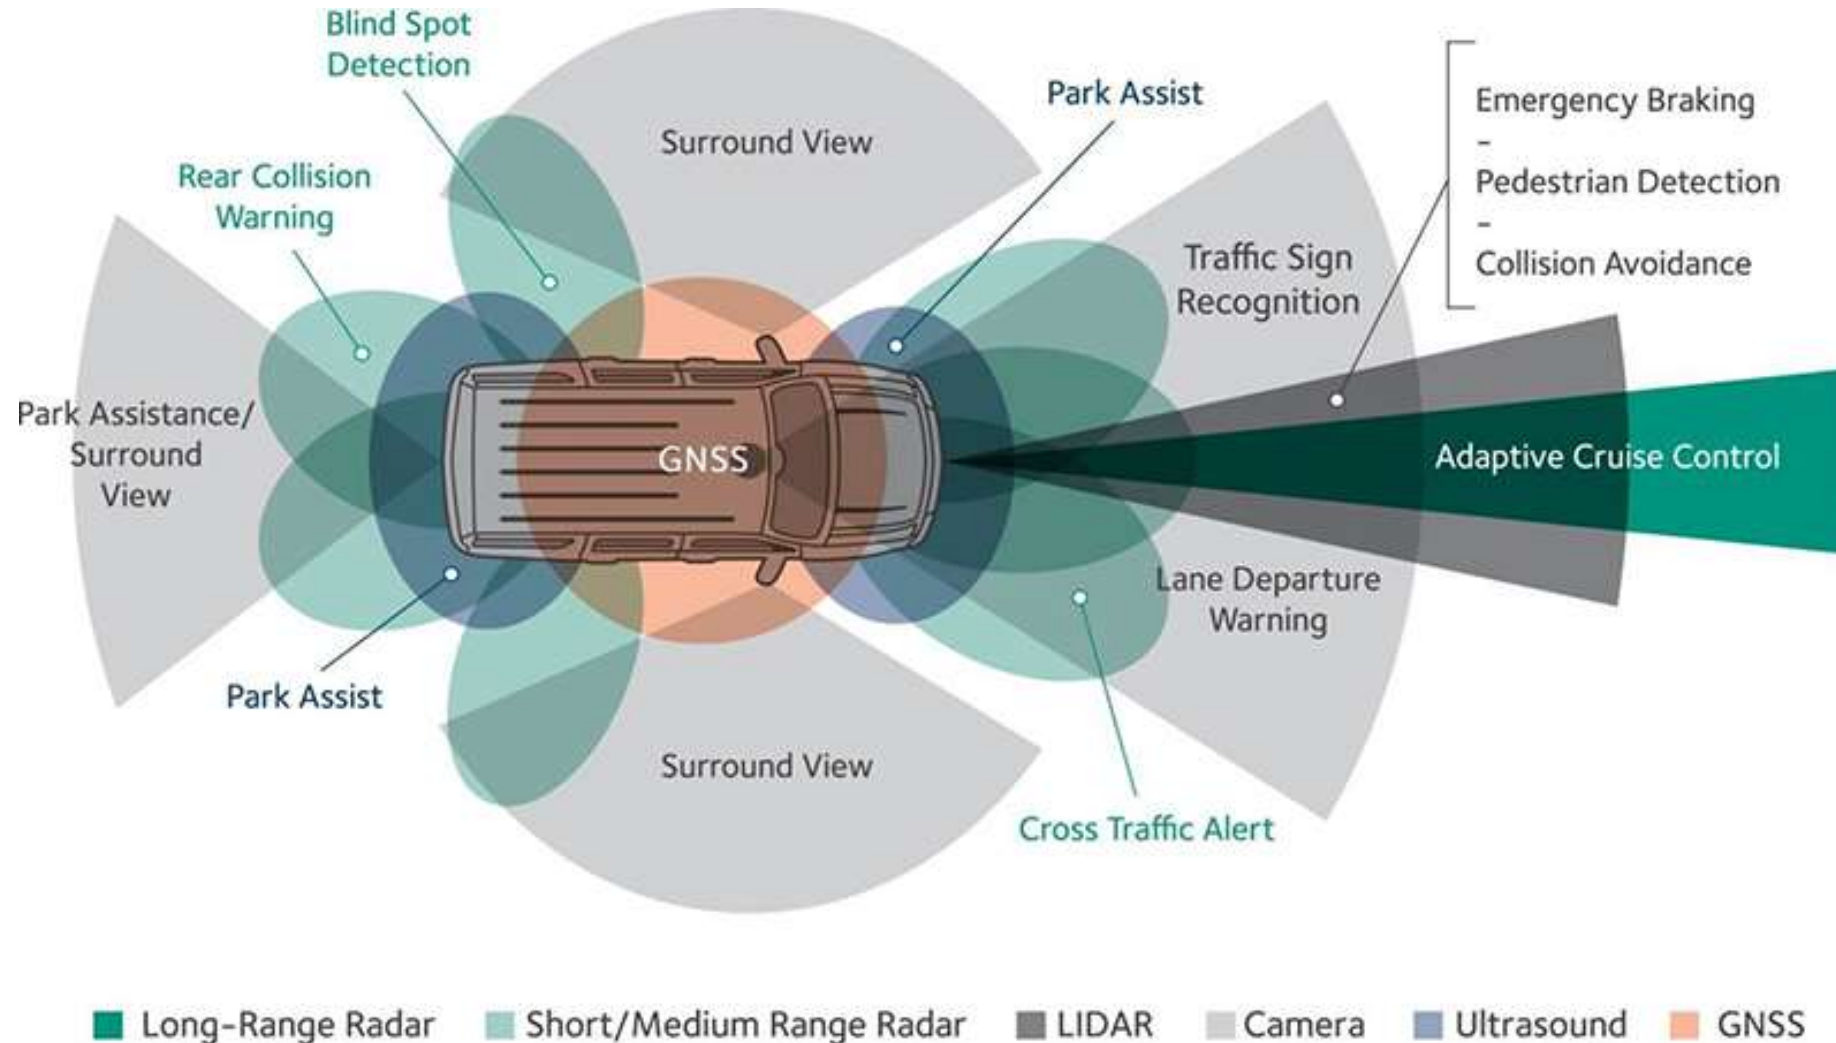 Blind Spot
Detection
Park Assist
Emergency Braking
-
Pedestrian Detection
-
Collision Avoidance
Surround View
Rear Collision
Warning
Traffic Sign
Recognition
Park Assistance/
Surround
View
GNSS
Adaptive Cruise Control
Lane Departure
Warning
Park Assist
Surround View
Cross Traffic Alert
Long-Range Radar
Short/Medium Range Radar
LIDAR
Camera
Ultrasound
GNSS